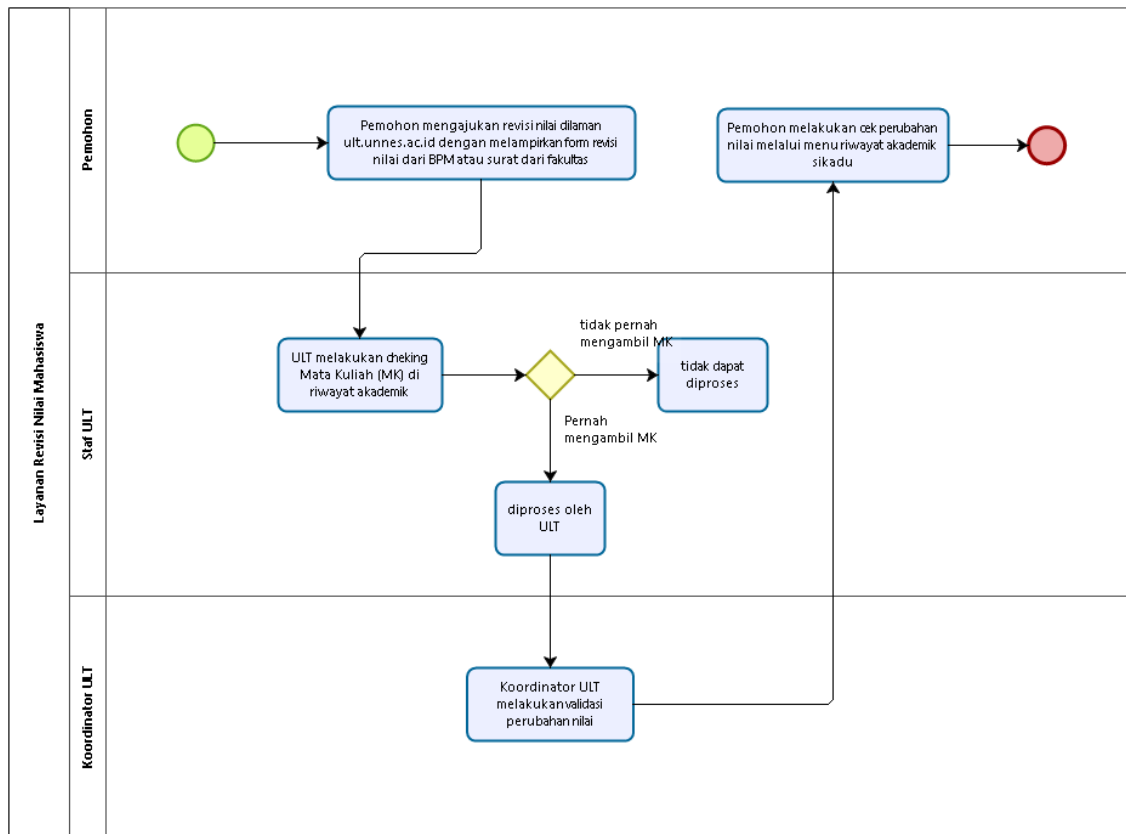 Layanan Revisi Nilai Mahasiswa
Pemohon
Pemohon mengajukan revisi nilai dilaman
ult.unnes.ac.id dengan melampirkan form revisi
nilai dari BPM atau surat dari fakultas
Pemohon melakukan cek perubahan
nilai melalui menu riwayat akademik
sikadu
Staf ULT
ULT melakukan cheking
Mata Kuliah (MK) di
riwayat akademik
tidak pernah
mengambil MK
tidak dapat
diproses
Pernah
mengambil MK
diproses oleh
ULT
Koordinator ULT
Koordinator ULT
melakukan validasi
perubahan nilai